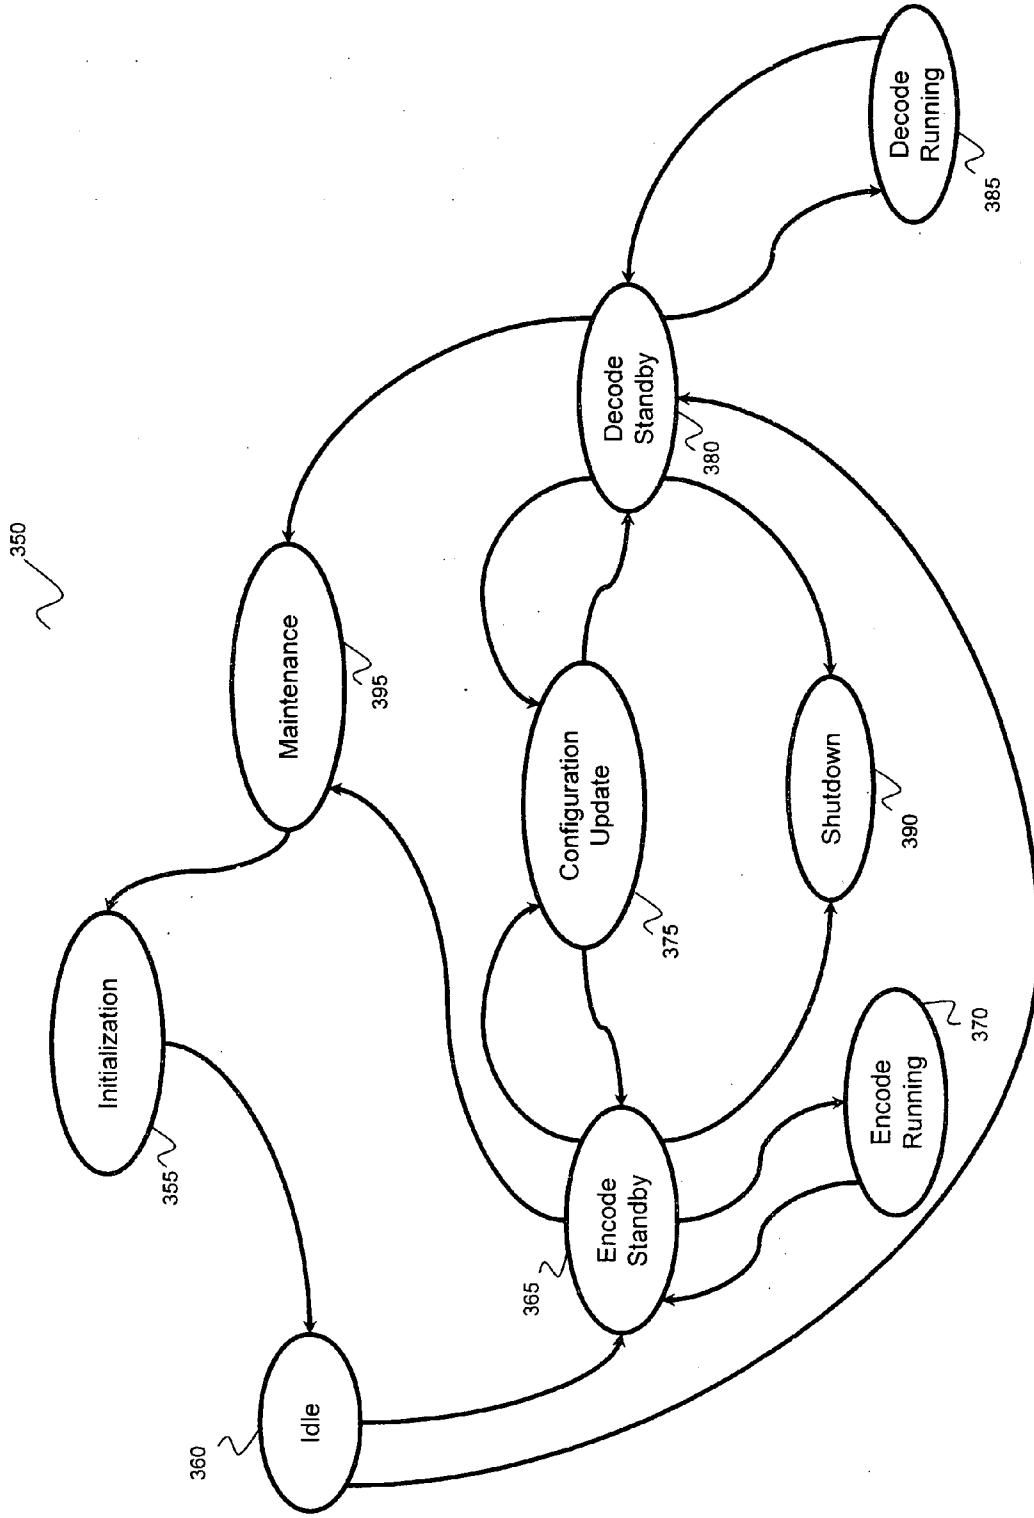 350
Initialization
355
Idle
360
Maintenance
395
Encode
Standby
365
Configuration
Update
375
Decode
Standby
380
Encode
Running
370
Shutdown
390
Decode
Running
385